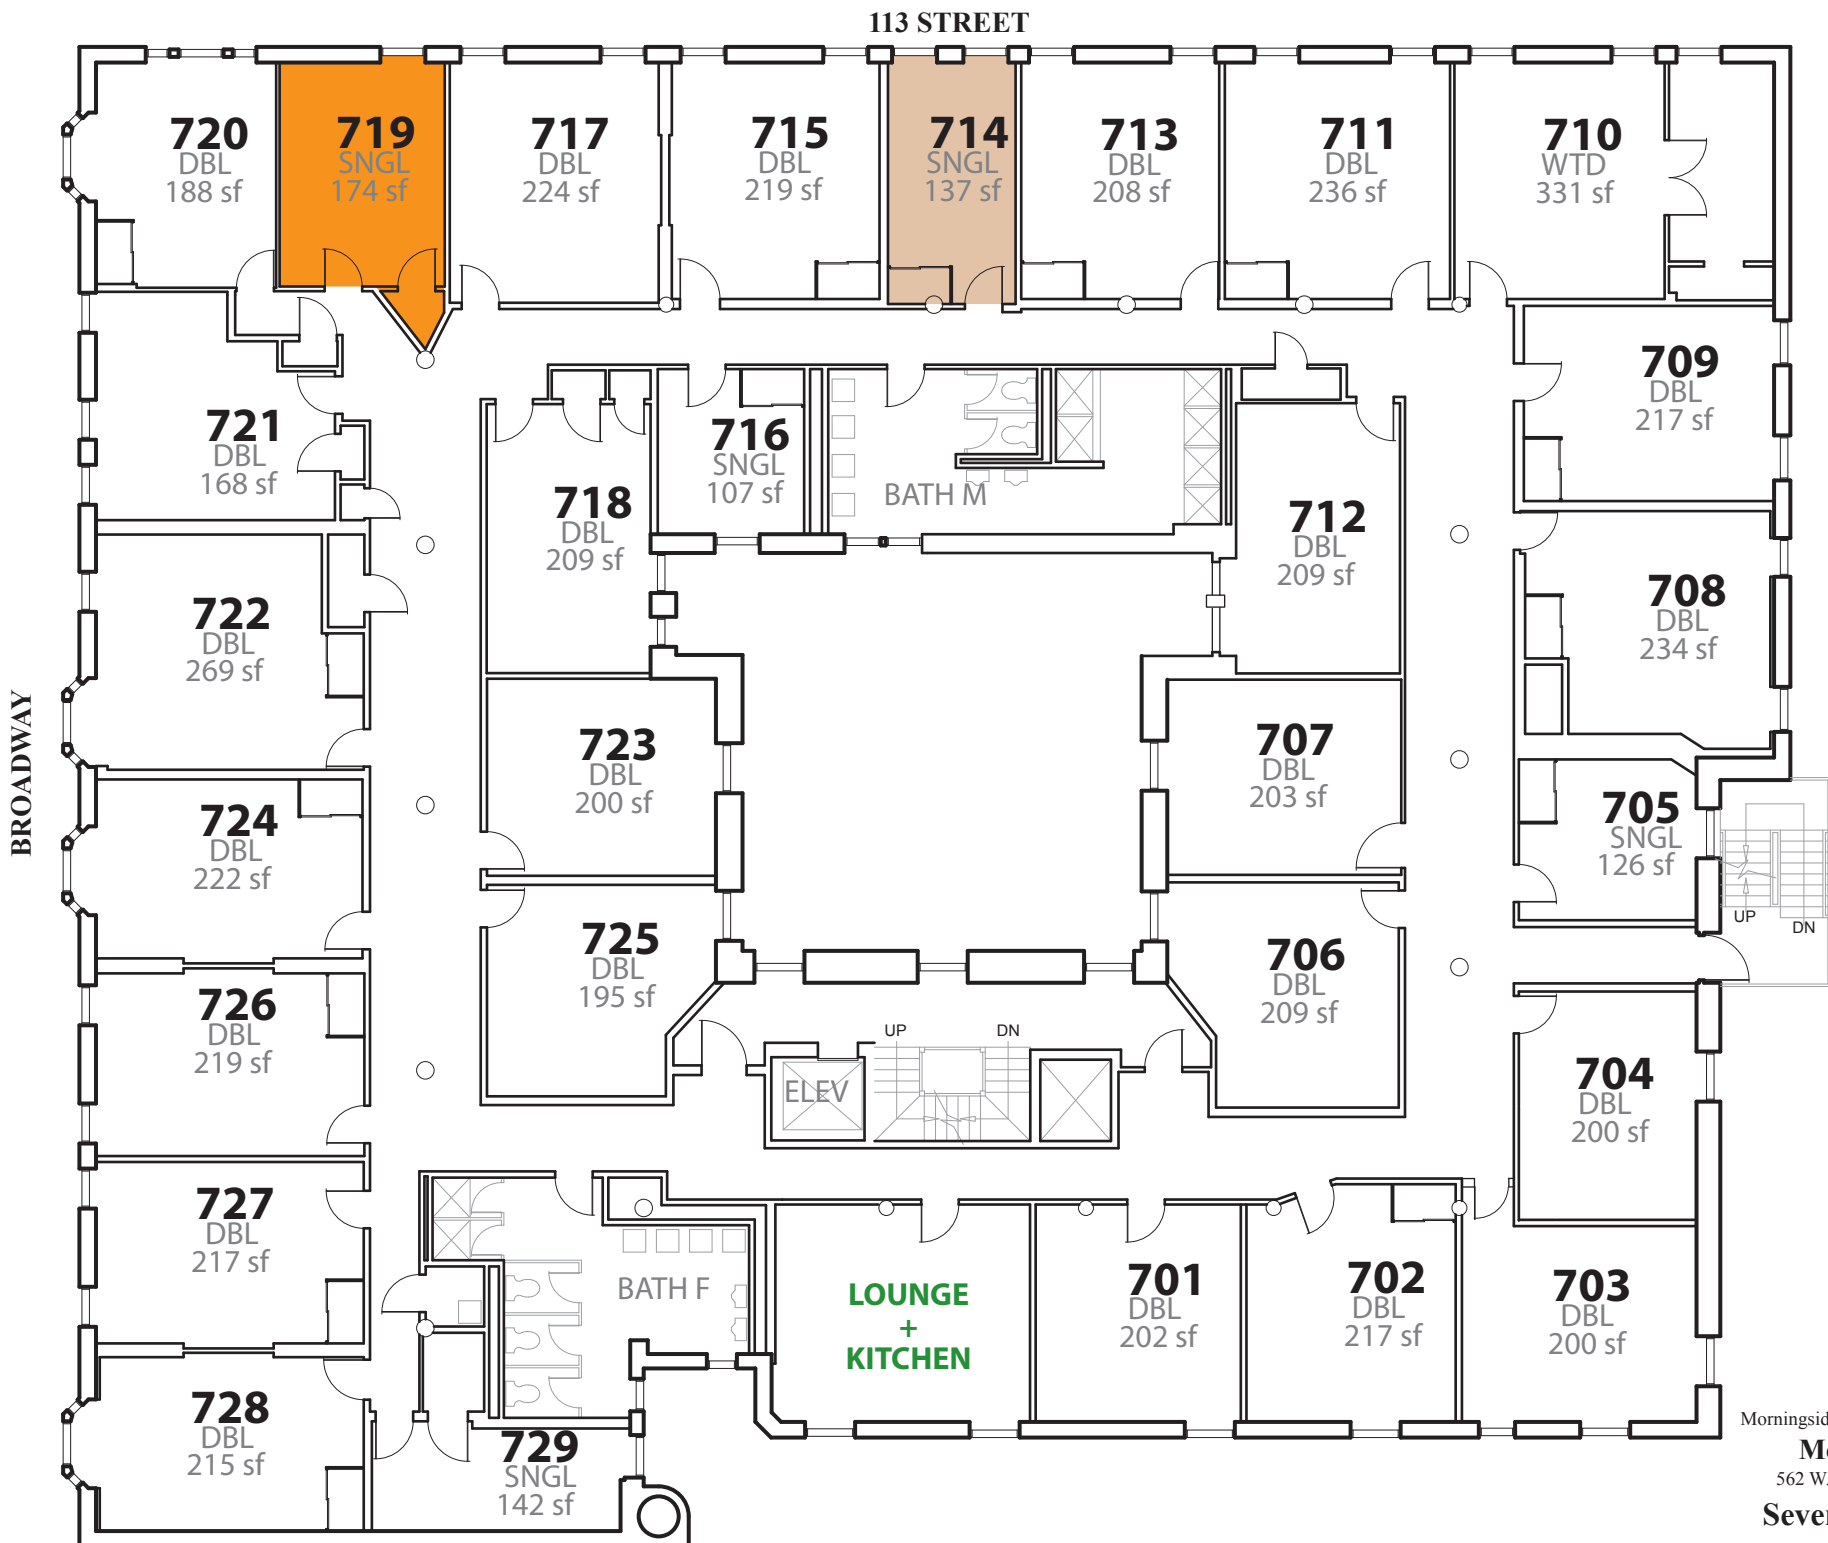 113 STREET
720
DBL
188 sf
719
SNGL
174 sf
717
DBL
224 sf
715
DBL
219 sf
714
SNGL
137 sf
713
DBL
208 sf
711
DBL
236 sf
710
WTD
331 sf
709
DBL
217 sf
721
DBL
168 sf
718
DBL
209 sf
716
SNGL
107 sf
BATH M
712
DBL
209 sf
708
DBL
234 sf
722
DBL
269 sf
BROADWAY
723
DBL
200 sf
707
DBL
203 sf
724
DBL
222 sf
705
SNGL
126 sf
UP
DN
725
DBL
195 sf
706
DBL
209 sf
726
DBL
219 sf
UP
DN
ELEV
704
DBL
200 sf
727
DBL
217 sf
BATH F
LOUNGE
+
KITCHEN
701
DBL
202 sf
702
DBL
217 sf
703
DBL
200 sf
728
DBL
215 sf
729
SNGL
142 sf
Morningsid
562 W